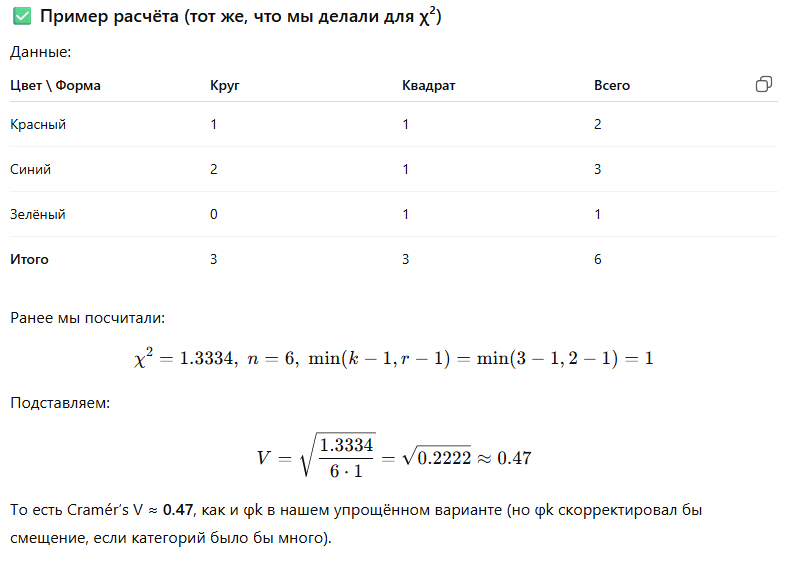 ✅ Пример расчёта (тот же, что мы делали для χ²)
Данные:
Цвет \ Форма Круг Квадрат Всего
Красный 1 1 2
Синий 2 1 3
Зелёный 0 1 1
Итого 3 3 6
Ранее мы посчитали:
χ² = 1.3334, n = 6, min(k − 1, r − 1) = min(3 − 1, 2 − 1) = 1
Подставляем:
V = √(1.3334 / 6 · 1) = √0.2222 ≈ 0.47
То есть Cramér’s V ≈ 0.47, как и φk в нашем упрощённом варианте (но φk скорректировал бы
смещение, если категорий было бы много).